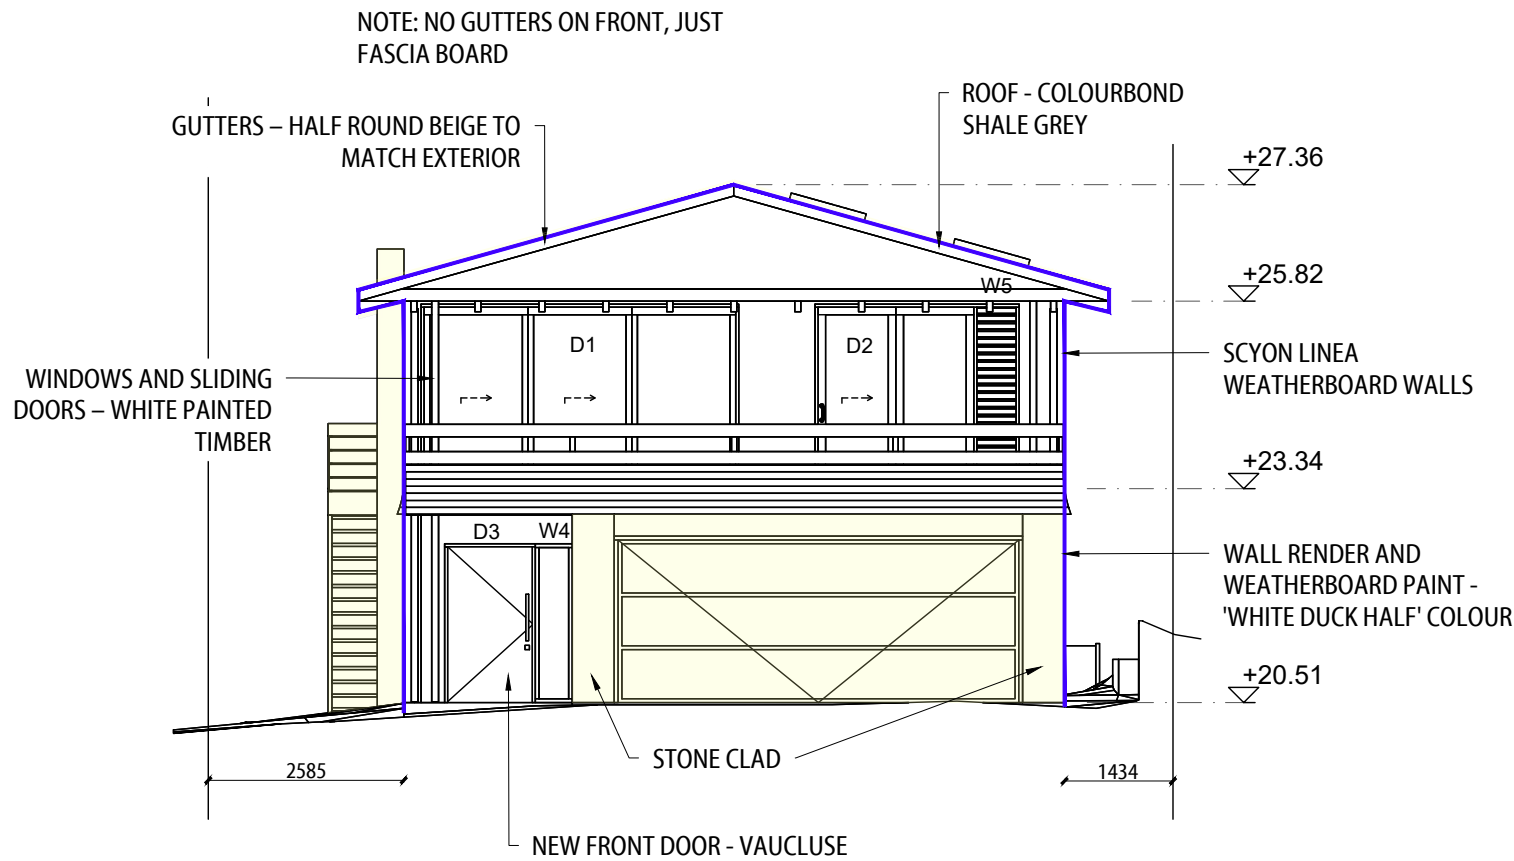 NOTE: NO GUTTERS ON FRONT, JUST
FASCIA BOARD
ROOF - COLOURBOND
SHALE GREY
GUTTERS – HALF ROUND BEIGE TO
MATCH EXTERIOR
+27.36
+25.82
W5
D1
D2
SCYON LINEA
WEATHERBOARD WALLS
WINDOWS AND SLIDING
DOORS – WHITE PAINTED
TIMBER
+23.34
D3
W4
WALL RENDER AND
WEATHERBOARD PAINT -
'WHITE DUCK HALF' COLOUR
+20.51
STONE CLAD
2585
1434
NEW FRONT DOOR - VAUCLUSE